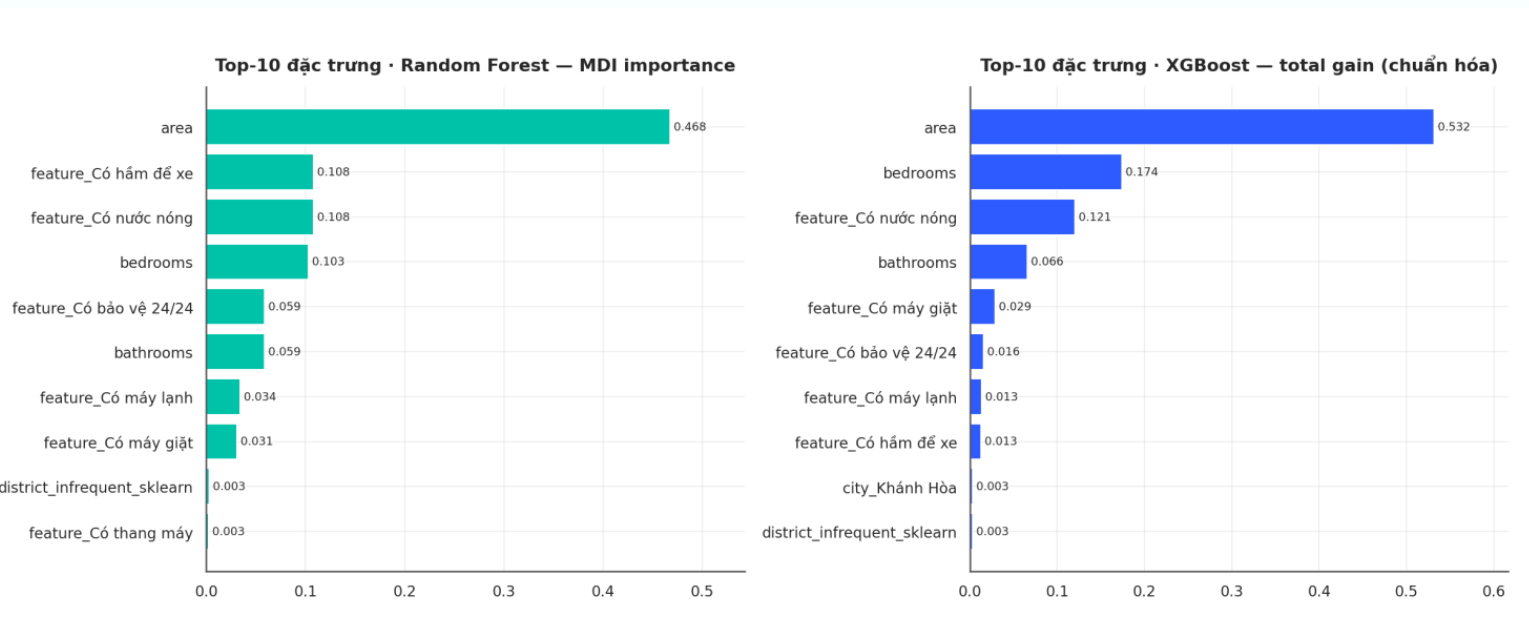 Top-10 đặc trưng · Random Forest — MDI importance
area
0.468
feature_Có hầm để xe
0.108
feature_Có nước nóng
0.108
bedrooms
0.103
feature_Có bảo vệ 24/24
0.059
bathrooms
0.059
feature_Có máy lạnh
0.034
feature_Có máy giặt
0.031
district_infrequent_sklearn
0.003
feature_Có thang máy
0.003
0.0 0.1 0.2 0.3 0.4 0.5
Top-10 đặc trưng · XGBoost — total gain (chuẩn hóa)
area
0.532
bedrooms
0.174
feature_Có nước nóng
0.121
bathrooms
0.066
feature_Có máy giặt
0.029
feature_Có bảo vệ 24/24
0.016
feature_Có máy lạnh
0.013
feature_Có hầm để xe
0.013
city_Khánh Hòa
0.003
district_infrequent_sklearn
0.003
0.0 0.1 0.2 0.3 0.4 0.5 0.6